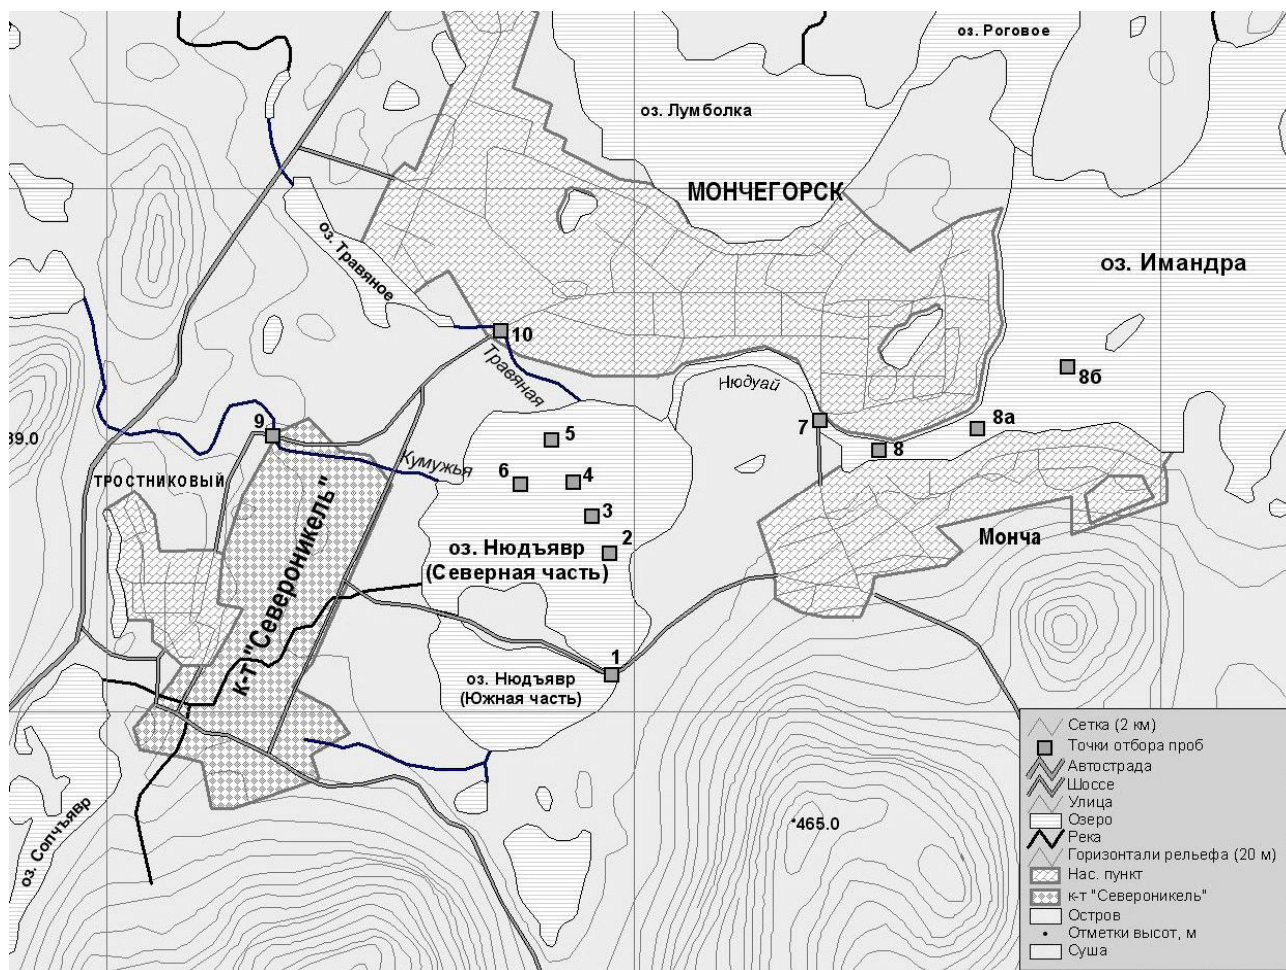 оз. Роговое
оз. Лумболка
МОНЧЕГОРСК
оз. Травяное
оз. Имандра
10
Травяная
8б
Нюдуай
7
8а
8
9
39.0
5
Кумужья
6
4
ТРОСТНИКОВЫЙ
3
2
оз. Нюдъявр
(Северная часть)
Монча
к-т "Североникель"
1
оз. Нюдъявр
(Южная часть)
оз. Сопчъявр
465.0
Сетка (2 км)
Точки отбора проб
Автострада
Шоссе
Улица
Озеро
Река
Горизонтали рельефа (20 м)
Нас. пункт
к-т "Североникель"
Остров
Отметки высот, м
Суша